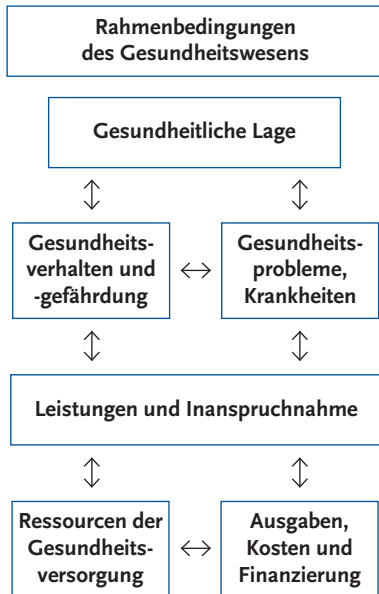 Rahmenbedingungen
des Gesundheitswesens
Gesundheitliche Lage
Gesundheits-
verhalten und
-gefährdung
Gesundheits-
probleme,
Krankheiten
Leistungen und Inanspruchnahme
Ressourcen der
Gesundheits-
versorgung
Ausgaben,
Kosten und
Finanzierung